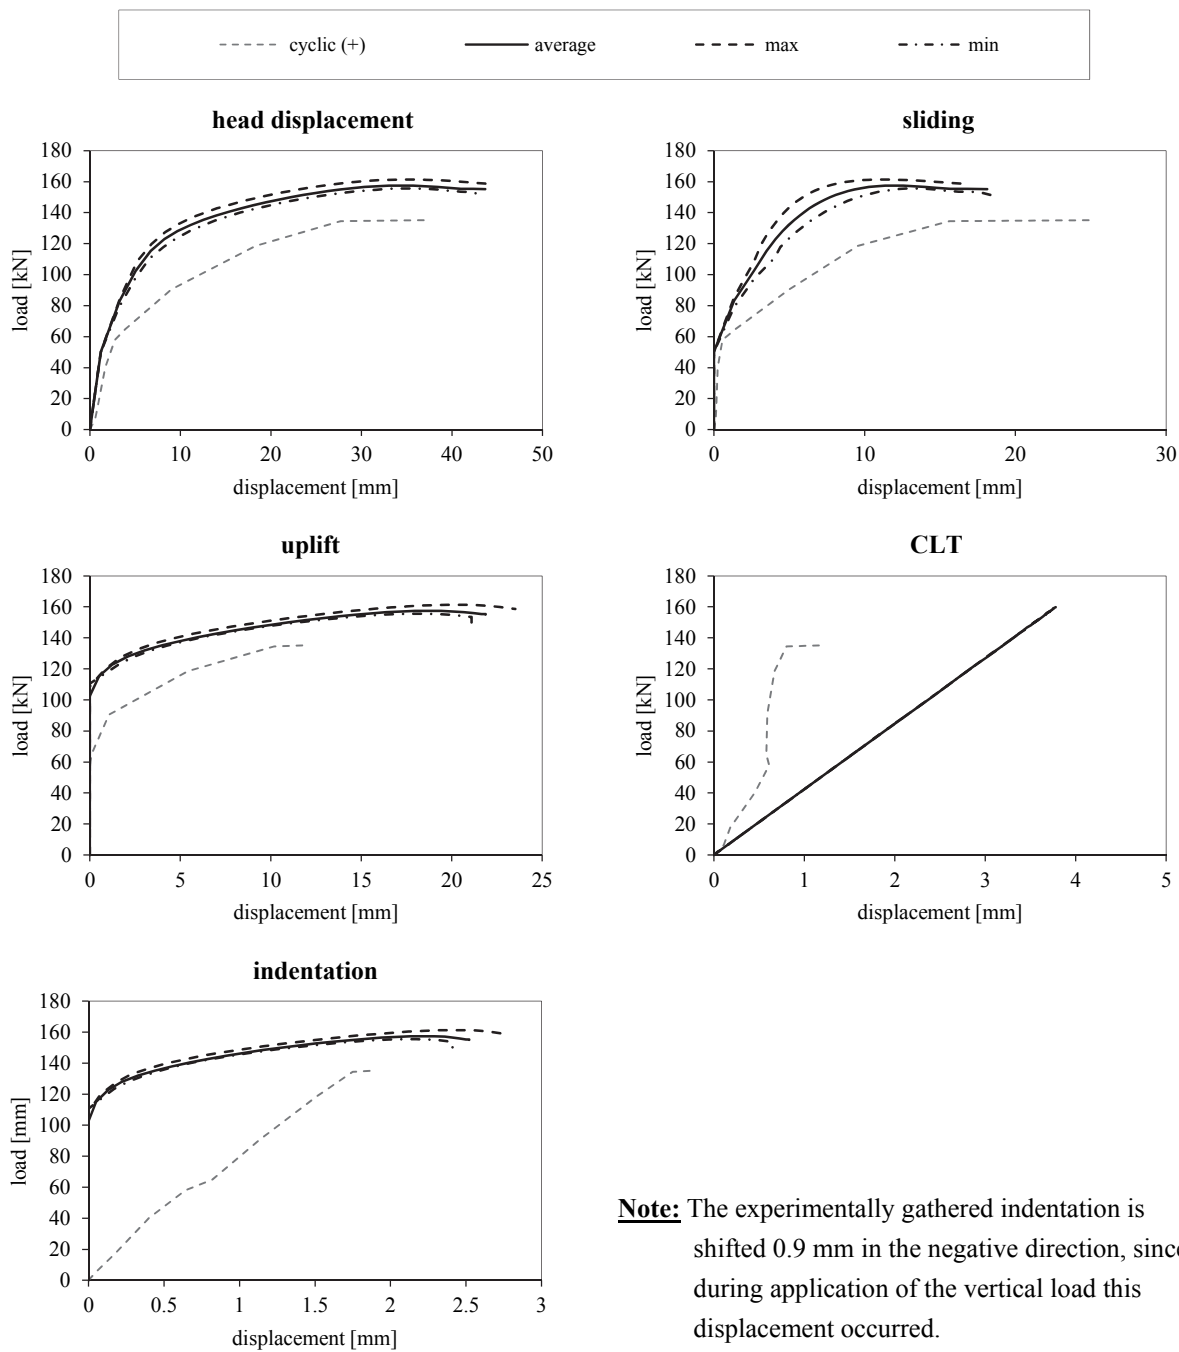 cyclic (+) average max min
head displacement
180
160
140
120
100
80
60
40
20
0
load [kN]
0 10 20 30 40 50
displacement [mm]
sliding
180
160
140
120
100
80
60
40
20
0
load [kN]
0 10 20 30
displacement [mm]
uplift
180
160
140
120
100
80
60
40
20
0
load [kN]
0 5 10 15 20 25
displacement [mm]
CLT
180
160
140
120
100
80
60
40
20
0
load [kN]
0 1 2 3 4 5
displacement [mm]
indentation
180
160
140
120
100
80
60
40
20
0
load [mm]
0 0.5 1 1.5 2 2.5 3
displacement [mm]
Note: The experimentally gathered indentation is
shifted 0.9 mm in the negative direction, since
during application of the vertical load this
displacement occurred.